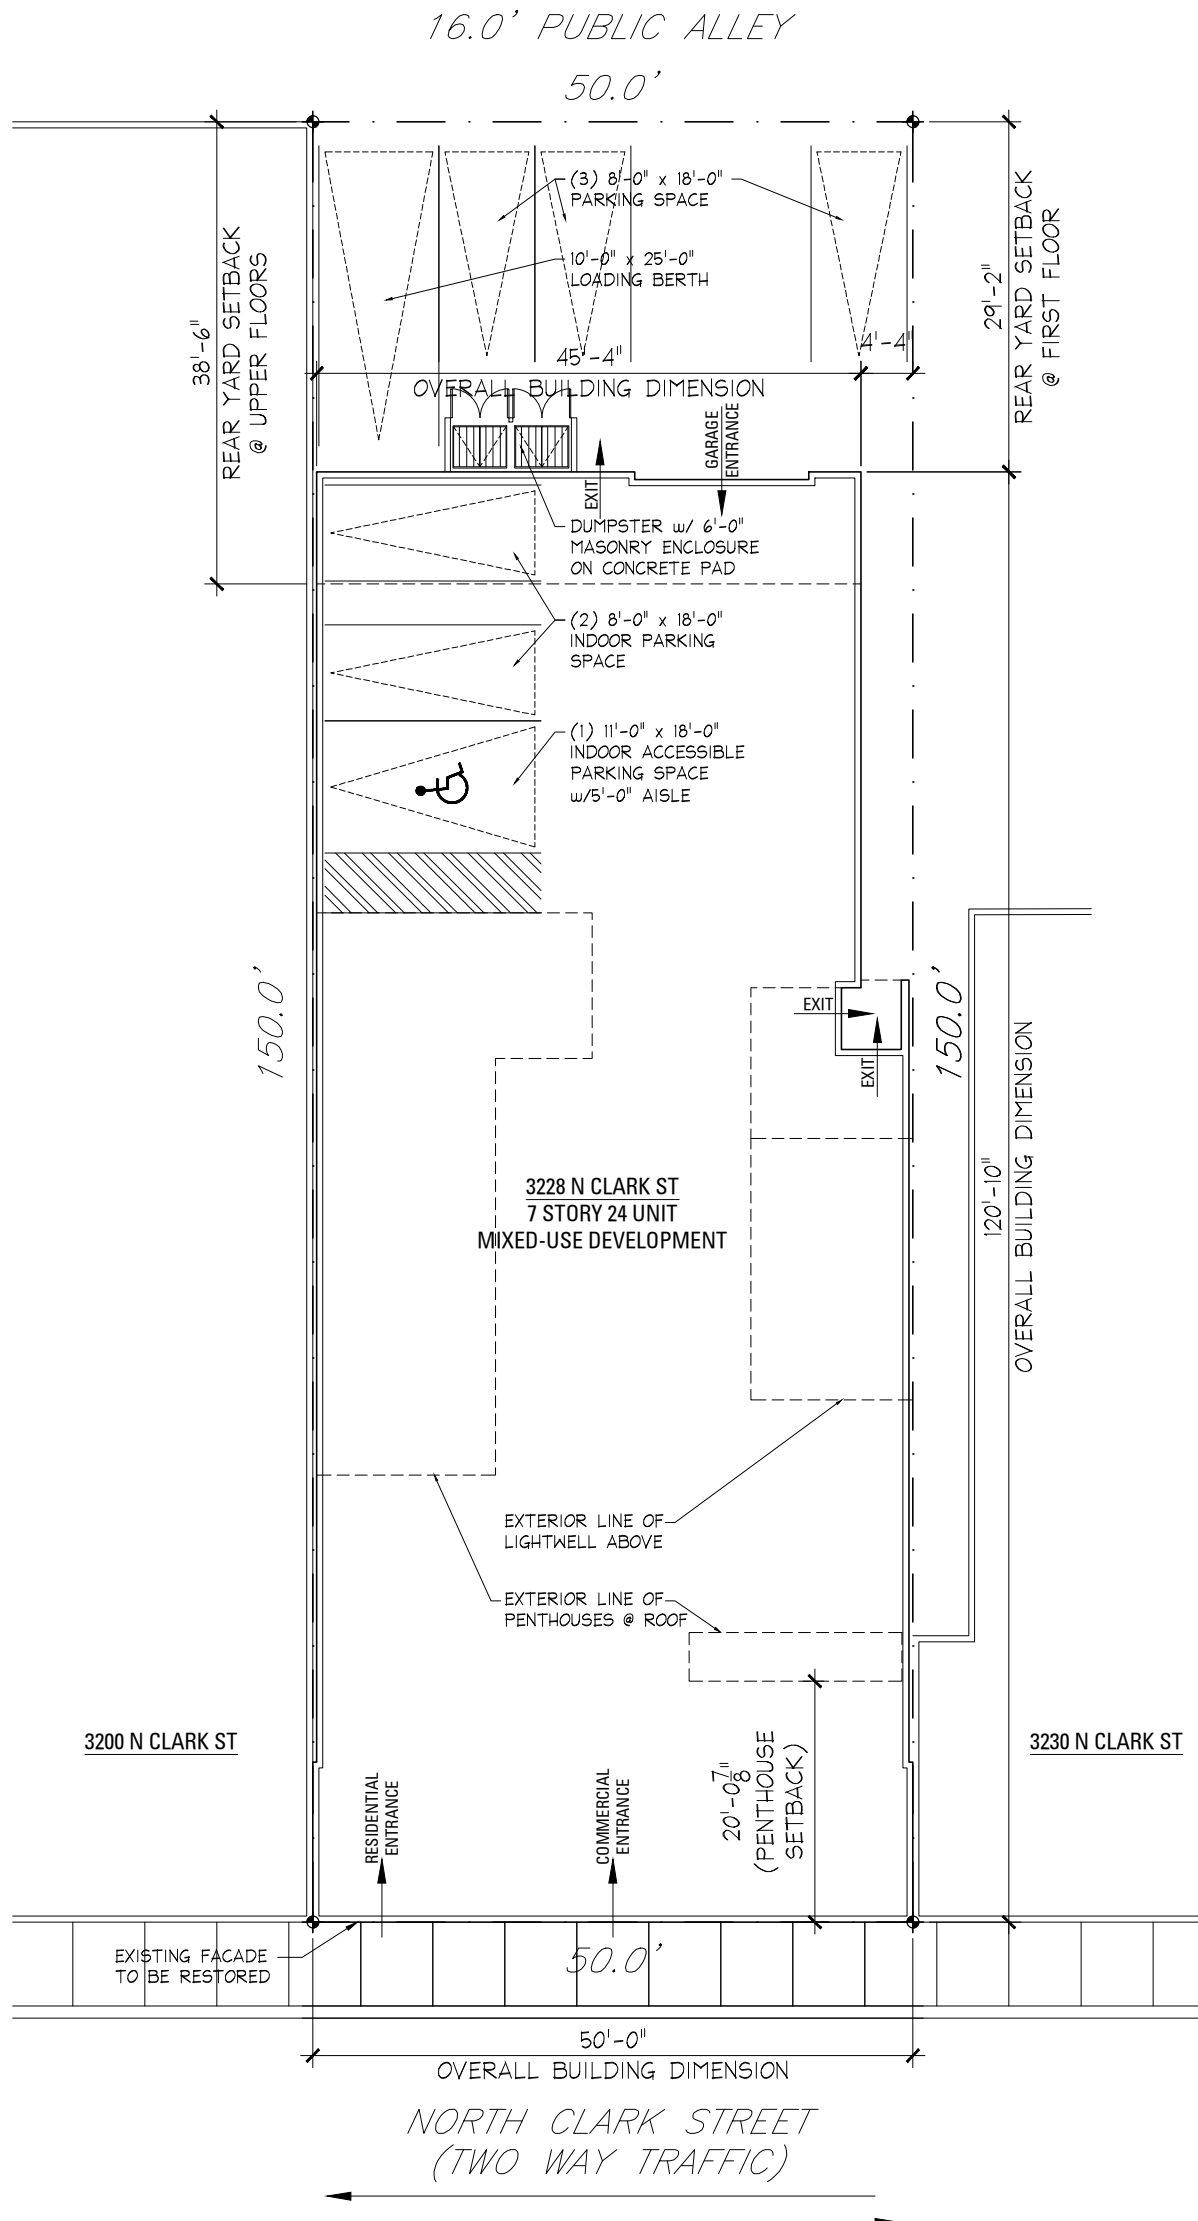 16.0' PUBLIC ALLEY
50.0'
(3) 8'-0" x 18'-0"
PARKING SPACE
10'-0" x 25'-0"
LOADING BERTH
38'-6"
REAR YARD SETBACK
@ UPPER FLOORS
29'-2"
REAR YARD SETBACK
@ FIRST FLOOR
45'-4"
4'-4"
OVERALL BUILDING DIMENSION
EXIT
GARAGE
ENTRANCE
DUMPSTER w/ 6'-0"
MASONRY ENCLOSURE
ON CONCRETE PAD
(2) 8'-0" x 18'-0"
INDOOR PARKING
SPACE
(1) 11'-0" x 18'-0"
INDOOR ACCESSIBLE
PARKING SPACE
w/5'-0" AISLE
150.0'
EXIT
EXIT
150.0'
120'-10"
OVERALL BUILDING DIMENSION
3228 N CLARK ST
7 STORY 24 UNIT
MIXED-USE DEVELOPMENT
EXTERIOR LINE OF
LIGHTWELL ABOVE
EXTERIOR LINE OF
PENTHOUSES @ ROOF
3200 N CLARK ST
3230 N CLARK ST
20'-0 7/8"
(PENTHOUSE
SETBACK)
RESIDENTIAL
ENTRANCE
COMMERCIAL
ENTRANCE
EXISTING FACADE
TO BE RESTORED
50.0'
50'-0"
OVERALL BUILDING DIMENSION
NORTH CLARK STREET
(TWO WAY TRAFFIC)